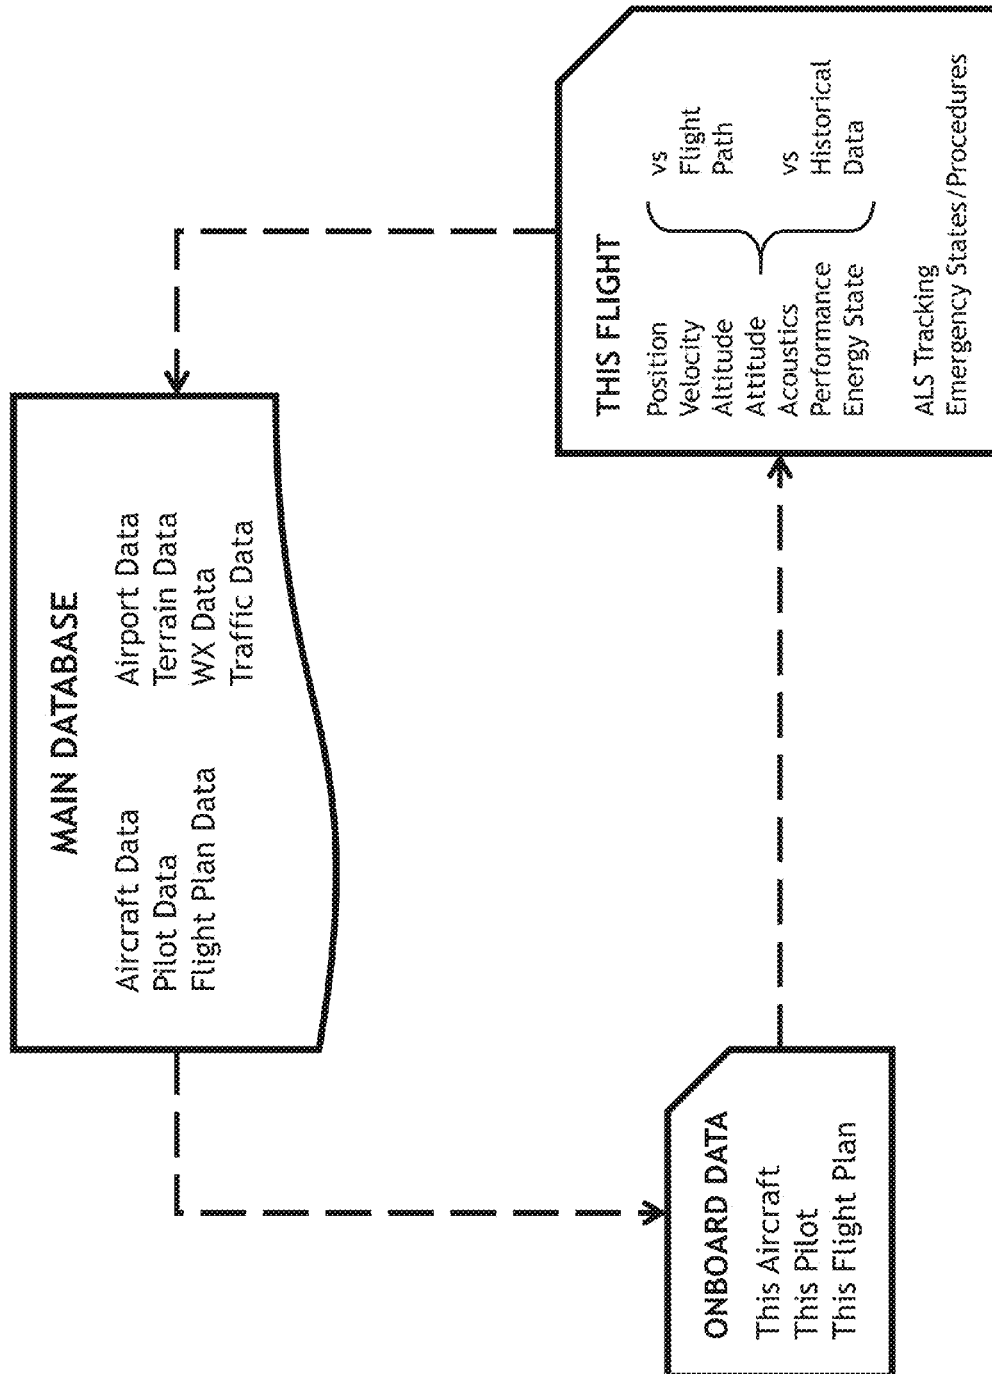 MAIN DATABASE
Aircraft Data
Pilot Data
Flight Plan Data
Airport Data
Terrain Data
WX Data
Traffic Data
ONBOARD DATA
This Aircraft
This Pilot
This Flight Plan
THIS FLIGHT
Position
Velocity
Altitude
Attitude
Acoustics
Performance
Energy State
vs
Flight
Path
vs
Historical
Data
ALS Tracking
Emergency States/Procedures